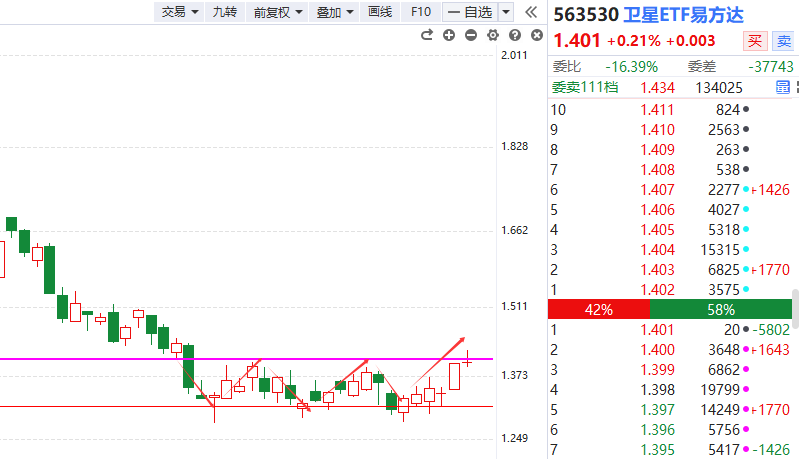 交易 九转 前复权 叠加 画线 F10 一 自选
563530 卫星ETF易方达
1.401 +0.21% +0.003 买 卖
委比 -16.39% 委差 -37743
委卖111档 1.434 134025 量
10 1.411 824
9 1.410 2563
8 1.409 263
7 1.408 538
6 1.407 2277 +1426
5 1.406 4027
4 1.405 5318
3 1.404 15315
2 1.403 6825 +1770
1 1.402 3575
42% 58%
1 1.401 20 -5802
2 1.400 3648 +1643
3 1.399 6862
4 1.398 19799
5 1.397 14249 +1770
6 1.396 5756
7 1.395 5417 -1426
2.011
1.828
1.662
1.511
1.373
1.249